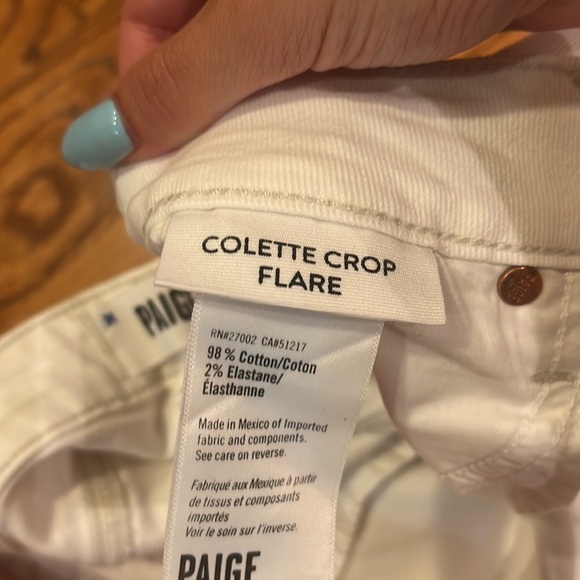 COLETTE CROP
FLARE
PAIGE
RN#27002 CA#51217
98% Cotton/Coton
2% Elastane/
Élasthanne
Made in Mexico of Imported
fabric and components.
See care on reverse.
Fabriqué aux Mexique à partir
de tissus et composants
importés
Voir le soin sur l'inverse.
PAIGE